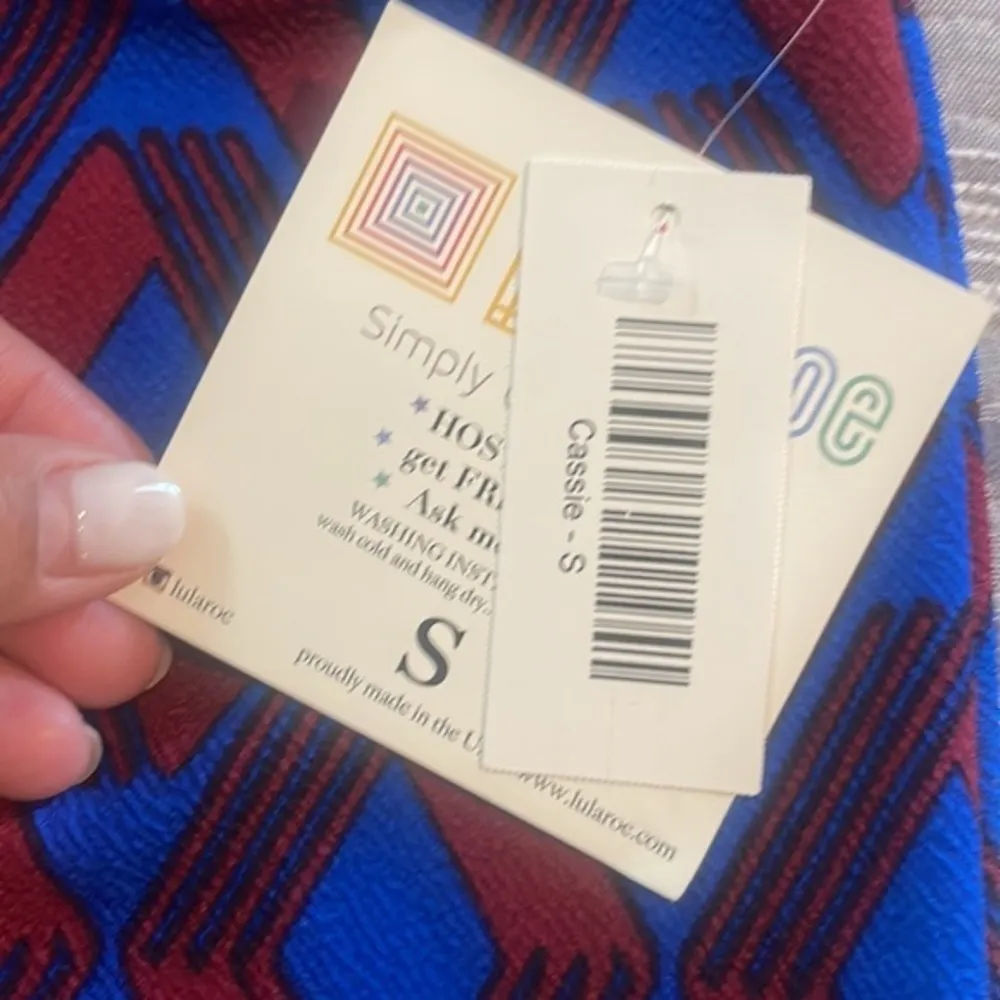 Simply
HOS
get FR
Ask m
WASHING INST
wash cold and hang dry.
lularoe
S
proudly made in the U
www.lularoe.com
oe
Cassie - S